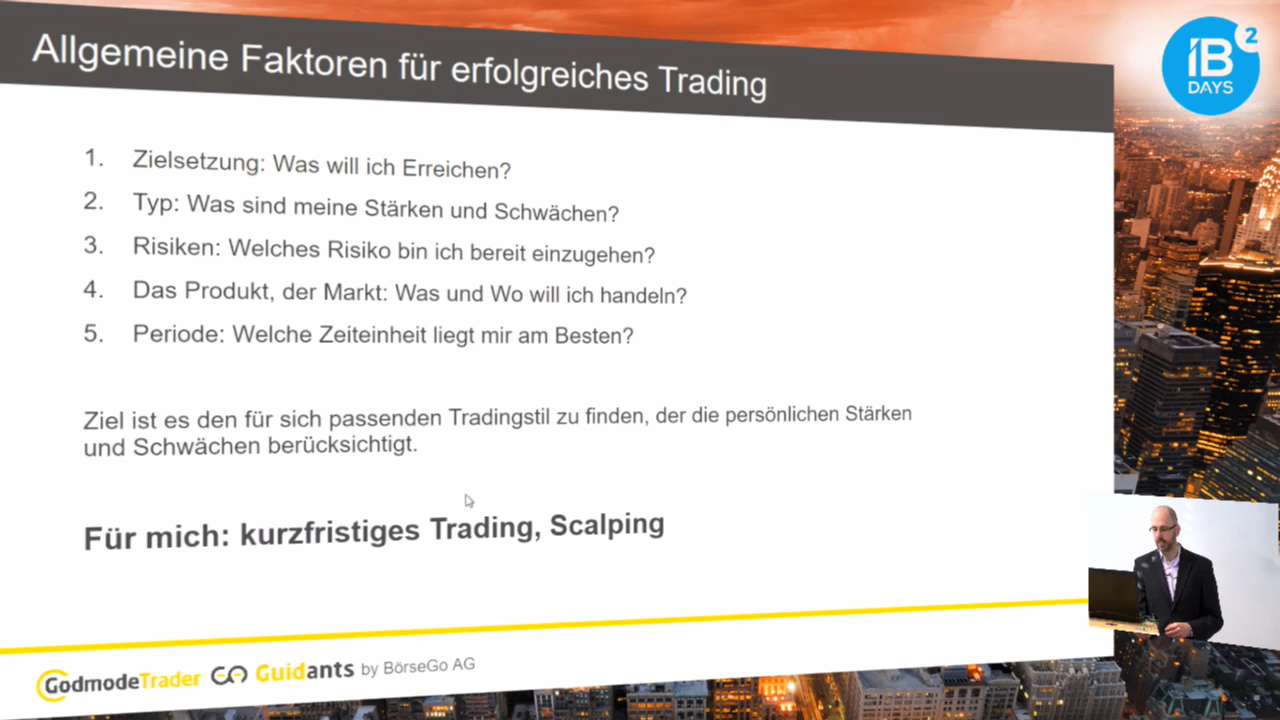 Allgemeine Faktoren für erfolgreiches Trading
IB 2
DAYS
1. Zielsetzung: Was will ich Erreichen?
2. Typ: Was sind meine Stärken und Schwächen?
3. Risiken: Welches Risiko bin ich bereit einzugehen?
4. Das Produkt, der Markt: Was und Wo will ich handeln?
5. Periode: Welche Zeiteinheit liegt mir am Besten?
Ziel ist es den für sich passenden Tradingstil zu finden, der die persönlichen Stärken
und Schwächen berücksichtigt.
Für mich: kurzfristiges Trading, Scalping
GodmodeTrader Guidants by BörseGo AG